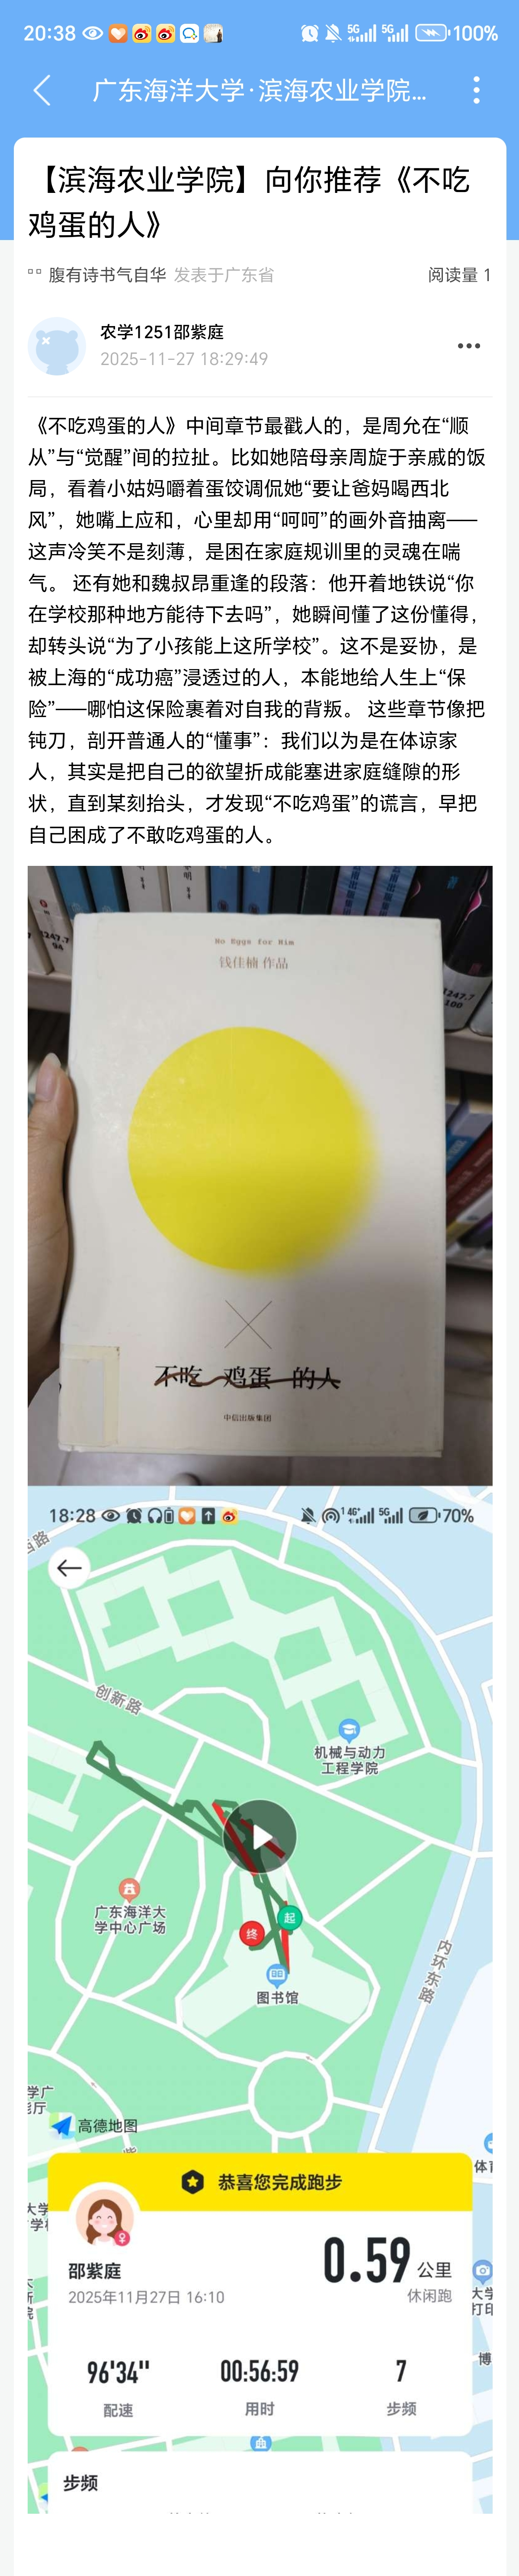 20:38
5G 5G 100%
广东海洋大学·滨海农业学院...
【滨海农业学院】向你推荐《不吃
鸡蛋的人》
腹有诗书气自华 发表于广东省 阅读量 1
农学1251邵紫庭
2025-11-27 18:29:49
《不吃鸡蛋的人》中间章节最戳人的，是周允在“顺
从”与“觉醒”间的拉扯。比如她陪母亲周旋于亲戚的饭
局，看着小姑妈嚼着蛋饺调侃她“要让爸妈喝西北
风”，她嘴上应和，心里却用“呵呵”的画外音抽离——
这声冷笑不是刻薄，是困在家庭规训里的灵魂在喘
气。 还有她和魏叔昂重逢的段落：他开着地铁说“你
在学校那种地方能待下去吗”，她瞬间懂了这份懂得，
却转头说“为了小孩能上这所学校”。这不是妥协，是
被上海的“成功癌”浸透过的人，本能地给人生上“保
险”——哪怕这保险裹着对自我的背叛。 这些章节像把
钝刀，剖开普通人的“懂事”：我们以为是在体谅家
人，其实是把自己的欲望折成能塞进家庭缝隙的形
状，直到某刻抬头，才发现“不吃鸡蛋”的谎言，早把
自己困成了不敢吃鸡蛋的人。
1247.7
94
1247.7
100
No Eggs for Him
钱佳楠 作品
不吃 鸡蛋 的人
中信出版集团
18:28
4G 5G 70%
西路
创新路
机械与动力
工程学院
广东海洋大
学中心广场
起
终
图书馆
内环东路
高德地图
恭喜您完成跑步
邵紫庭
2025年11月27日 16:10
0.59 公里
休闲跑
96'34" 00:56:59 7
配速 用时 步频
步频